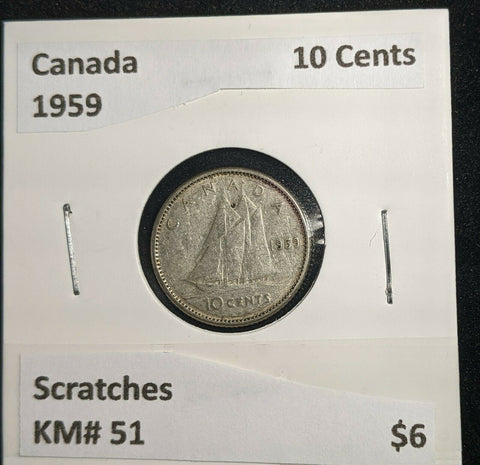 Canada 10 Cents
1959
CANADA
1959
10 CENTS
Scratches
KM# 51 $6